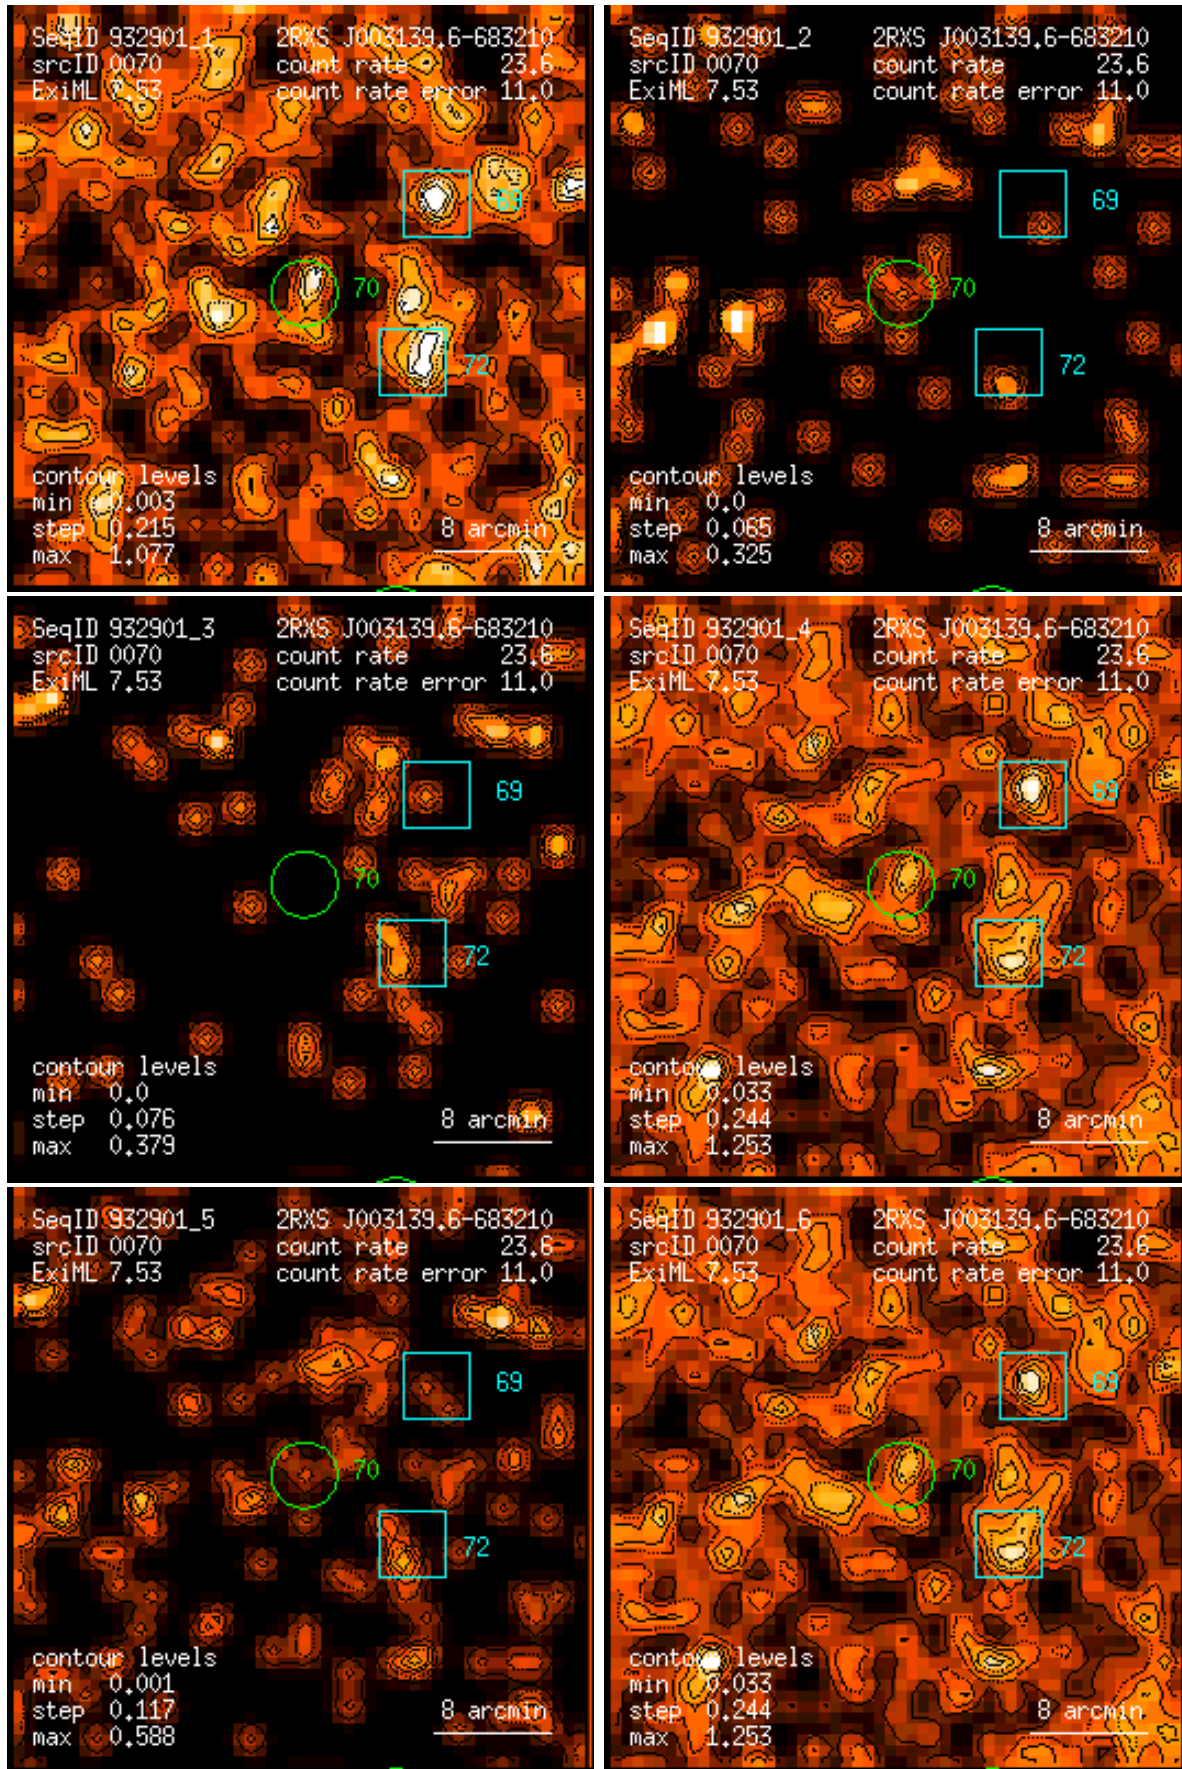 SeqID 932901_1 2RXS J003139.6-683210
srcID 0070 count rate 23.6
ExiML 7.53 count rate error 11.0
69
70
72
contour levels
min 0.003
step 0.215 8 arcmin
max 1.077
SeqID 932901_2 2RXS J003139.6-683210
srcID 0070 count rate 23.6
ExiML 7.53 count rate error 11.0
69
70
72
contour levels
min 0.0
step 0.065 8 arcmin
max 0.325
SeqID 932901_3 2RXS J003139.6-683210
srcID 0070 count rate 23.6
ExiML 7.53 count rate error 11.0
69
70
72
contour levels
min 0.0
step 0.076 8 arcmin
max 0.379
SeqID 932901_4 2RXS J003139.6-683210
srcID 0070 count rate 23.6
ExiML 7.53 count rate error 11.0
69
70
72
contour levels
min 0.033
step 0.244 8 arcmin
max 1.253
SeqID 932901_5 2RXS J003139.6-683210
srcID 0070 count rate 23.6
ExiML 7.53 count rate error 11.0
69
70
72
contour levels
min 0.001
step 0.117 8 arcmin
max 0.588
SeqID 932901_6 2RXS J003139.6-683210
srcID 0070 count rate 23.6
ExiML 7.53 count rate error 11.0
69
70
72
contour levels
min 0.033
step 0.244 8 arcmin
max 1.253